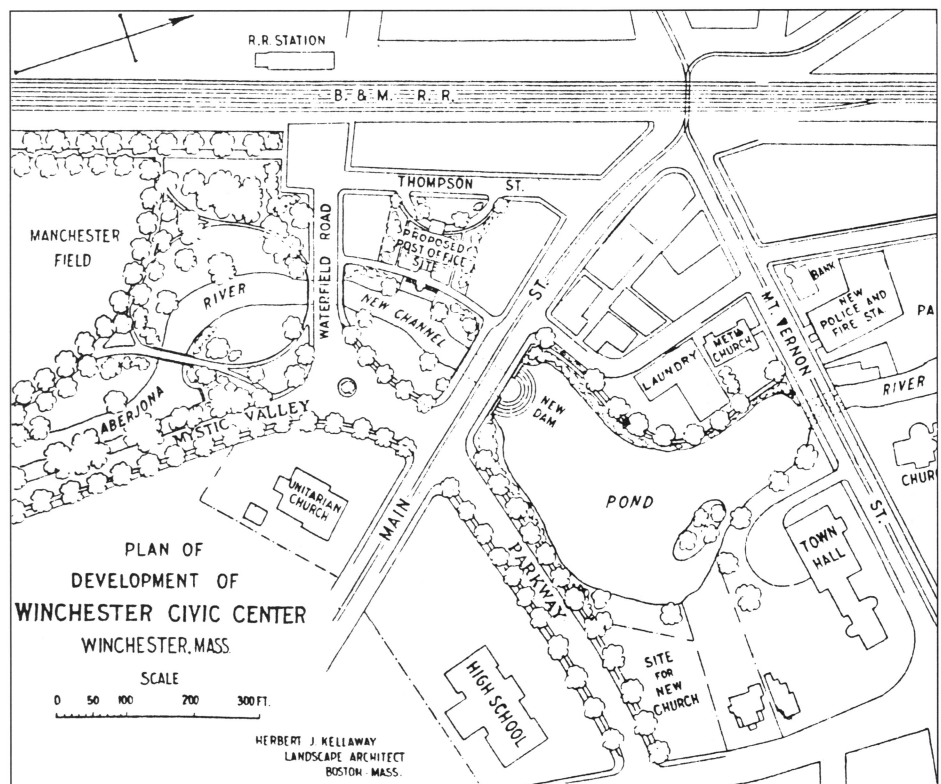 R.R. STATION
B. & M. R. R.
THOMPSON ST.
MANCHESTER
FIELD
RIVER
WATERFIELD ROAD
PROPOSED
POST OFFICE
SITE
NEW CHANNEL
ST.
MT. VERNON
BANK
NEW
POLICE AND
FIRE STA.
PA
METH.
CHURCH
LAUNDRY
RIVER
NEW
DAM
ABERJONA
MYSTIC VALLEY
UNITARIAN
CHURCH
MAIN
POND
CHURC
ST.
TOWN
HALL
PARKWAY
PLAN OF
DEVELOPMENT OF
WINCHESTER CIVIC CENTER
WINCHESTER, MASS.
SCALE
0 50 100 200 300 FT.
HIGH SCHOOL
SITE
FOR
NEW
CHURCH
HERBERT J. KELLAWAY
LANDSCAPE ARCHITECT
BOSTON - MASS.